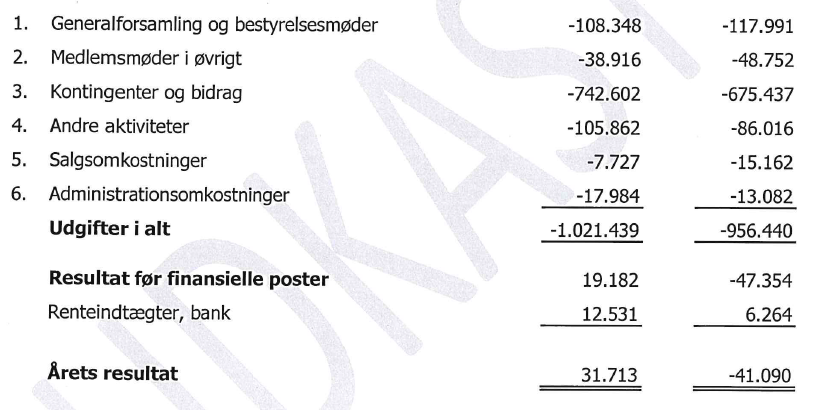 1. Generalforsamling og bestyrelsesmøder -108.348 -117.991
2. Medlemsmøder i øvrigt -38.916 -48.752
3. Kontingenter og bidrag -742.602 -675.437
4. Andre aktiviteter -105.862 -86.016
5. Salgsomkostninger -7.727 -15.162
6. Administrationsomkostninger -17.984 -13.082
Udgifter i alt -1.021.439 -956.440
Resultat før finansielle poster 19.182 -47.354
Renteindtægter, bank 12.531 6.264
Årets resultat 31.713 -41.090
UDKAST